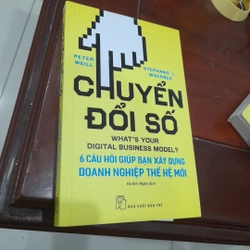 PETER WEILL
STEPHANIE L. WOERNER
CHUYỂN
ĐỔI SỐ
WHAT'S YOUR
DIGITAL BUSINESS MODEL?
6 CÂU HỎI GIÚP BẠN XÂY DỰNG
DOANH NGHIỆP THẾ HỆ MỚI
NHÀ XUẤT BẢN TRẺ